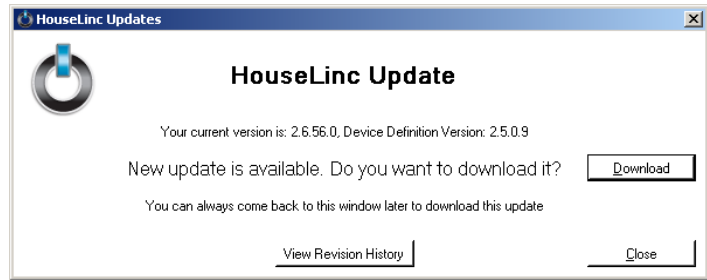 HouseLinc Updates
HouseLinc Update
Your current version is: 2.6.56.0, Device Definition Version: 2.5.0.9
New update is available. Do you want to download it?
Download
You can always come back to this window later to download this update
View Revision History
Close